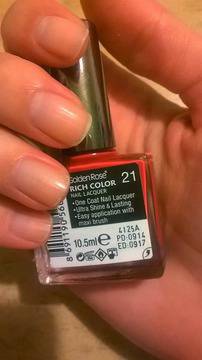 Golden Rose®
RICH COLOR 21
NAIL LACQUER
•One Coat Nail Lacquer
•Ultra Shine & Lasting
•Easy application with
maxi brush
10.5ml e
4125A
PD:0914
ED:0917